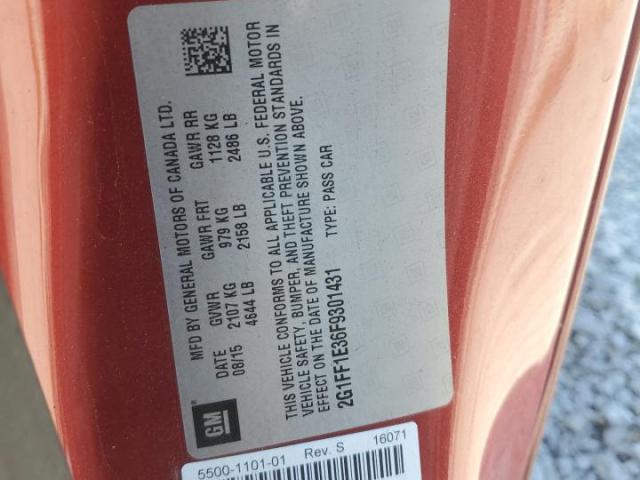 MFD BY GENERAL MOTORS OF CANADA LTD.
DATE GVWR GAWR FRT GAWR RR
08/15 2107 KG 979 KG 1128 KG
4644 LB 2158 LB 2486 LB
THIS VEHICLE CONFORMS TO ALL APPLICABLE U.S. FEDERAL MOTOR
VEHICLE SAFETY, BUMPER, AND THEFT PREVENTION STANDARDS IN
EFFECT ON THE DATE OF MANUFACTURE SHOWN ABOVE.
2G1FF1E36F9301431 TYPE: PASS CAR
GM®
5500-1101-01 Rev. S 16071